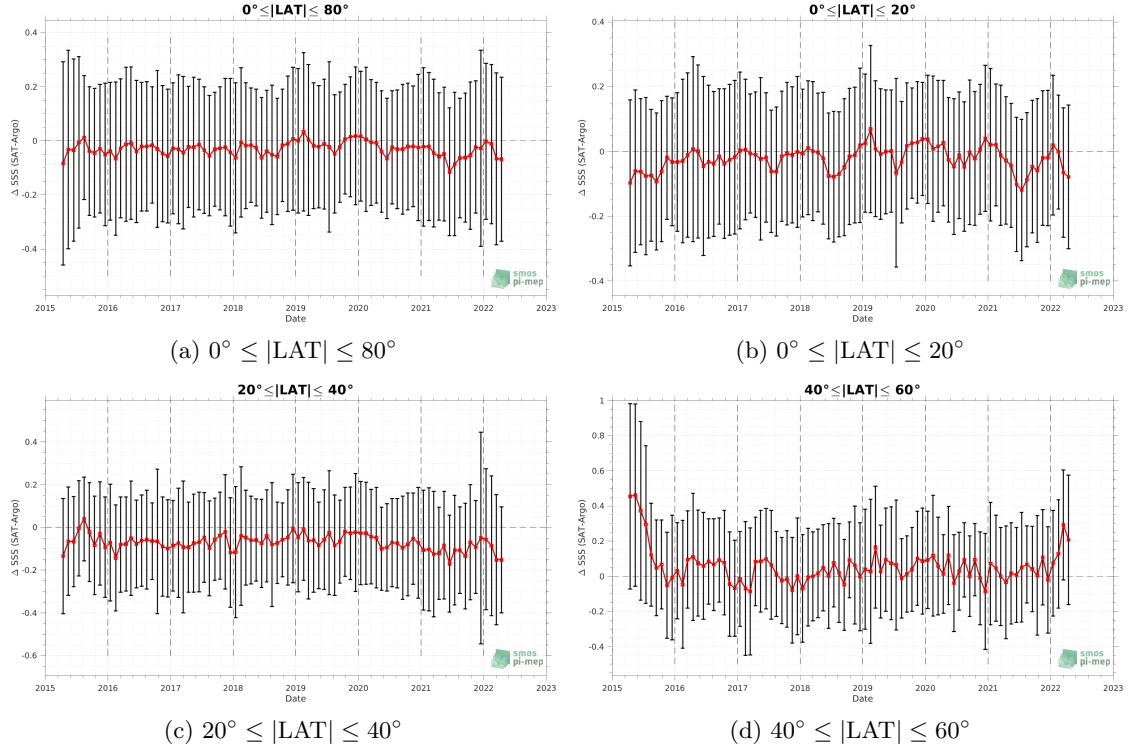 0°≤|LAT|≤ 80°
0.4
0.2
0
-0.2
-0.4
Δ SSS (SAT-Argo)
smos
pi-mep
2015 2016 2017 2018 2019 2020 2021 2022 2023
Date
(a) 0° ≤ |LAT| ≤ 80°
0°≤|LAT|≤ 20°
0.4
0.2
0
-0.2
-0.4
Δ SSS (SAT-Argo)
smos
pi-mep
2015 2016 2017 2018 2019 2020 2021 2022 2023
Date
(b) 0° ≤ |LAT| ≤ 20°
20°≤|LAT|≤ 40°
0.4
0.2
0
-0.2
-0.4
-0.6
Δ SSS (SAT-Argo)
smos
pi-mep
2015 2016 2017 2018 2019 2020 2021 2022 2023
Date
(c) 20° ≤ |LAT| ≤ 40°
40°≤|LAT|≤ 60°
1
0.8
0.6
0.4
0.2
0
-0.2
-0.4
Δ SSS (SAT-Argo)
smos
pi-mep
2015 2016 2017 2018 2019 2020 2021 2022 2023
Date
(d) 40° ≤ |LAT| ≤ 60°